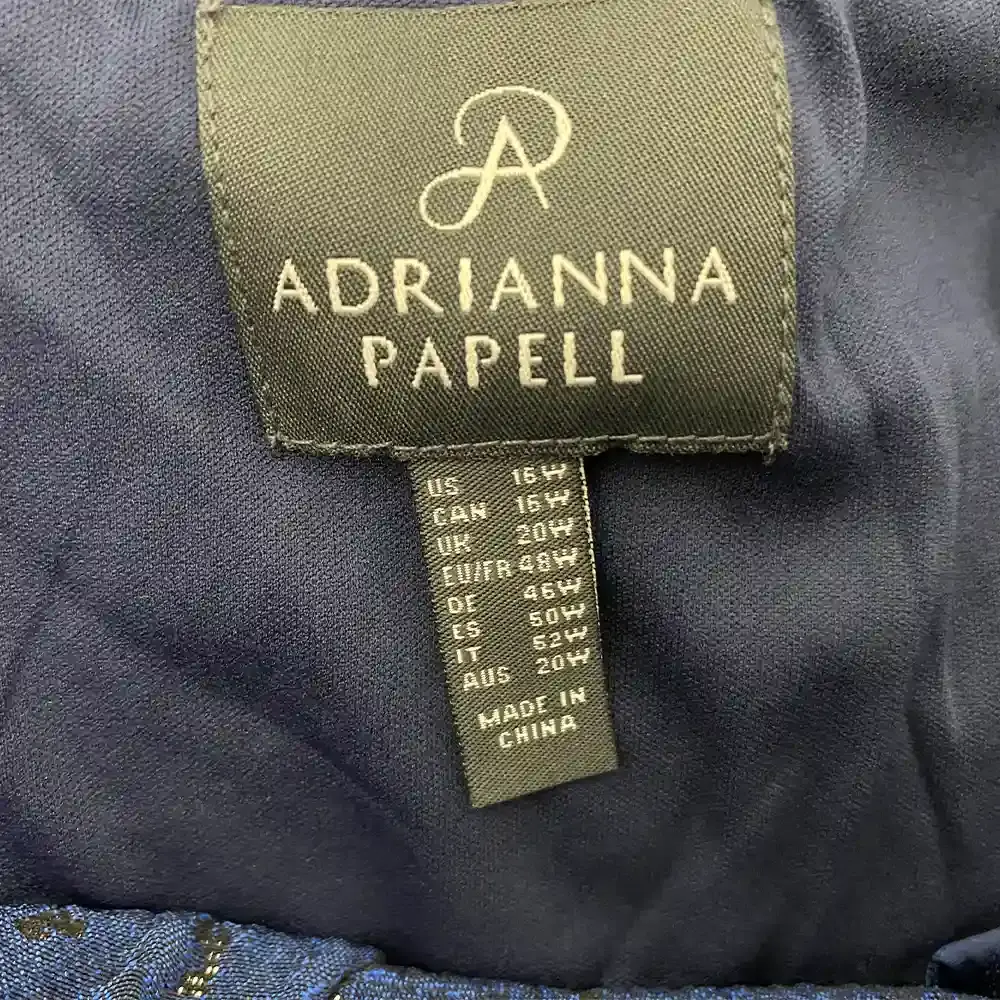 ADRIANNA
PAPELL
US 16W
CAN 16W
UK 20W
EU/FR 48W
DE 46W
ES 50W
IT 52W
AUS 20W
MADE IN
CHINA